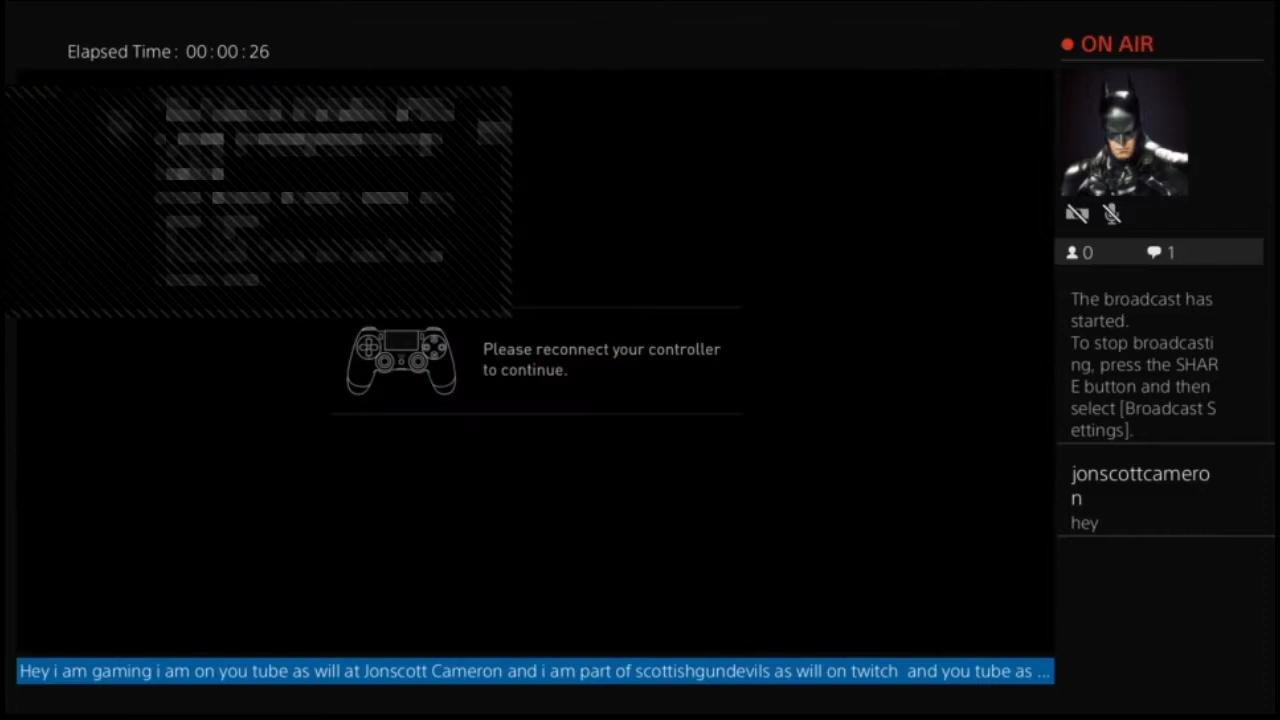 Elapsed Time: 00:00:26
ON AIR
0
1
The broadcast has
started.
To stop broadcasti
ng, press the SHAR
E button and then
select [Broadcast S
ettings].
jonscottcamero
n
hey
Please reconnect your controller
to continue.
Hey i am gaming i am on you tube as will at Jonscott Cameron and i am part of scottishgundevils as will on twitch and you tube as ...